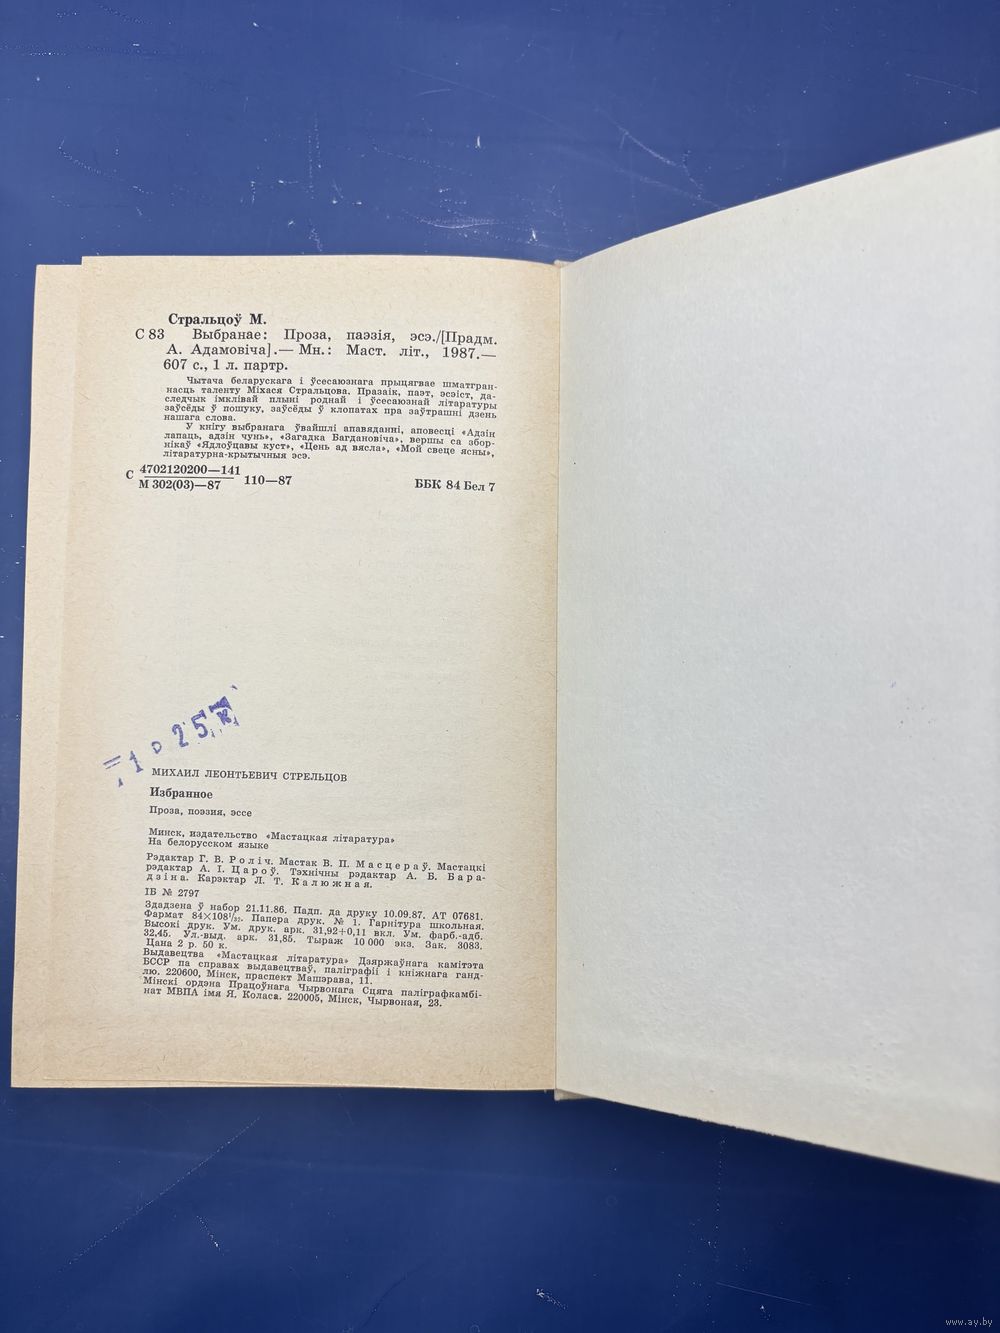 Стральцоў М.
С 83 Выбранае: Проза, паэзія, эсэ./[Прадм.
А. Адамовіча].— Мн.: Маст. літ., 1987.—
607 с., 1 л. партр.
Чытача беларускага і ўсесаюзнага прыцягвае шматгран-
насць таленту Міхася Стральцова. Празаік, паэт, эсэіст, да-
следчык імклівай плыні роднай і ўсесаюзнай літаратуры
заўсёды ў пошуку, заўсёды ў клопатах пра заўтрашні дзень
нашага слова.
У кнігу выбранага ўвайшлі апавяданні, аповесці «Адзін
лапаць, адзін чунь», «Загадка Багдановіча», вершы са збор-
нікаў «Ядлоўцавы куст», «Цень ад вясла», «Мой свеце ясны»,
літаратурна-крытычныя эсэ.
С 4702120200—141
М 302(03)—87 110—87 ББК 84 Бел 7
МИХАИЛ ЛЕОНТЬЕВИЧ СТРЕЛЬЦОВ
Избранное
Проза, поэзия, эссе
Минск, издательство «Мастацкая літаратура»
На белорусском языке
Рэдактар Г. В. Роліч. Мастак В. П. Масцераў. Мастацкі
рэдактар А. І. Цароў. Тэхнічны рэдактар А. Б. Бара-
дзіна. Карэктар Л. Т. Калюжная.
ІБ № 2797
Здадзена ў набор 21.11.86. Падп. да друку 10.09.87. АТ 07681.
Фармат 84×108¹/₃₂. Папера друк. № 1. Гарнітура школьная.
Высокі друк. Ум. друк. арк. 31,92+0,11 вкл. Ум. фарб.-адб.
32,45. Ул.-выд. арк. 31,85. Тыраж 10 000 экз. Зак. 3083.
Цана 2 р. 50 к.
Выдавецтва «Мастацкая літаратура» Дзяржаўнага камітэта
БССР па справах выдавецтваў, паліграфіі і кніжнага ганд-
лю. 220600, Мінск, праспект Машэрава, 11.
Мінскі ордэна Працоўнага Чырвонага Сцяга паліграфкамбі-
нат МВПА імя Я. Коласа. 220005, Мінск, Чырвоная, 23.
www.ay.by